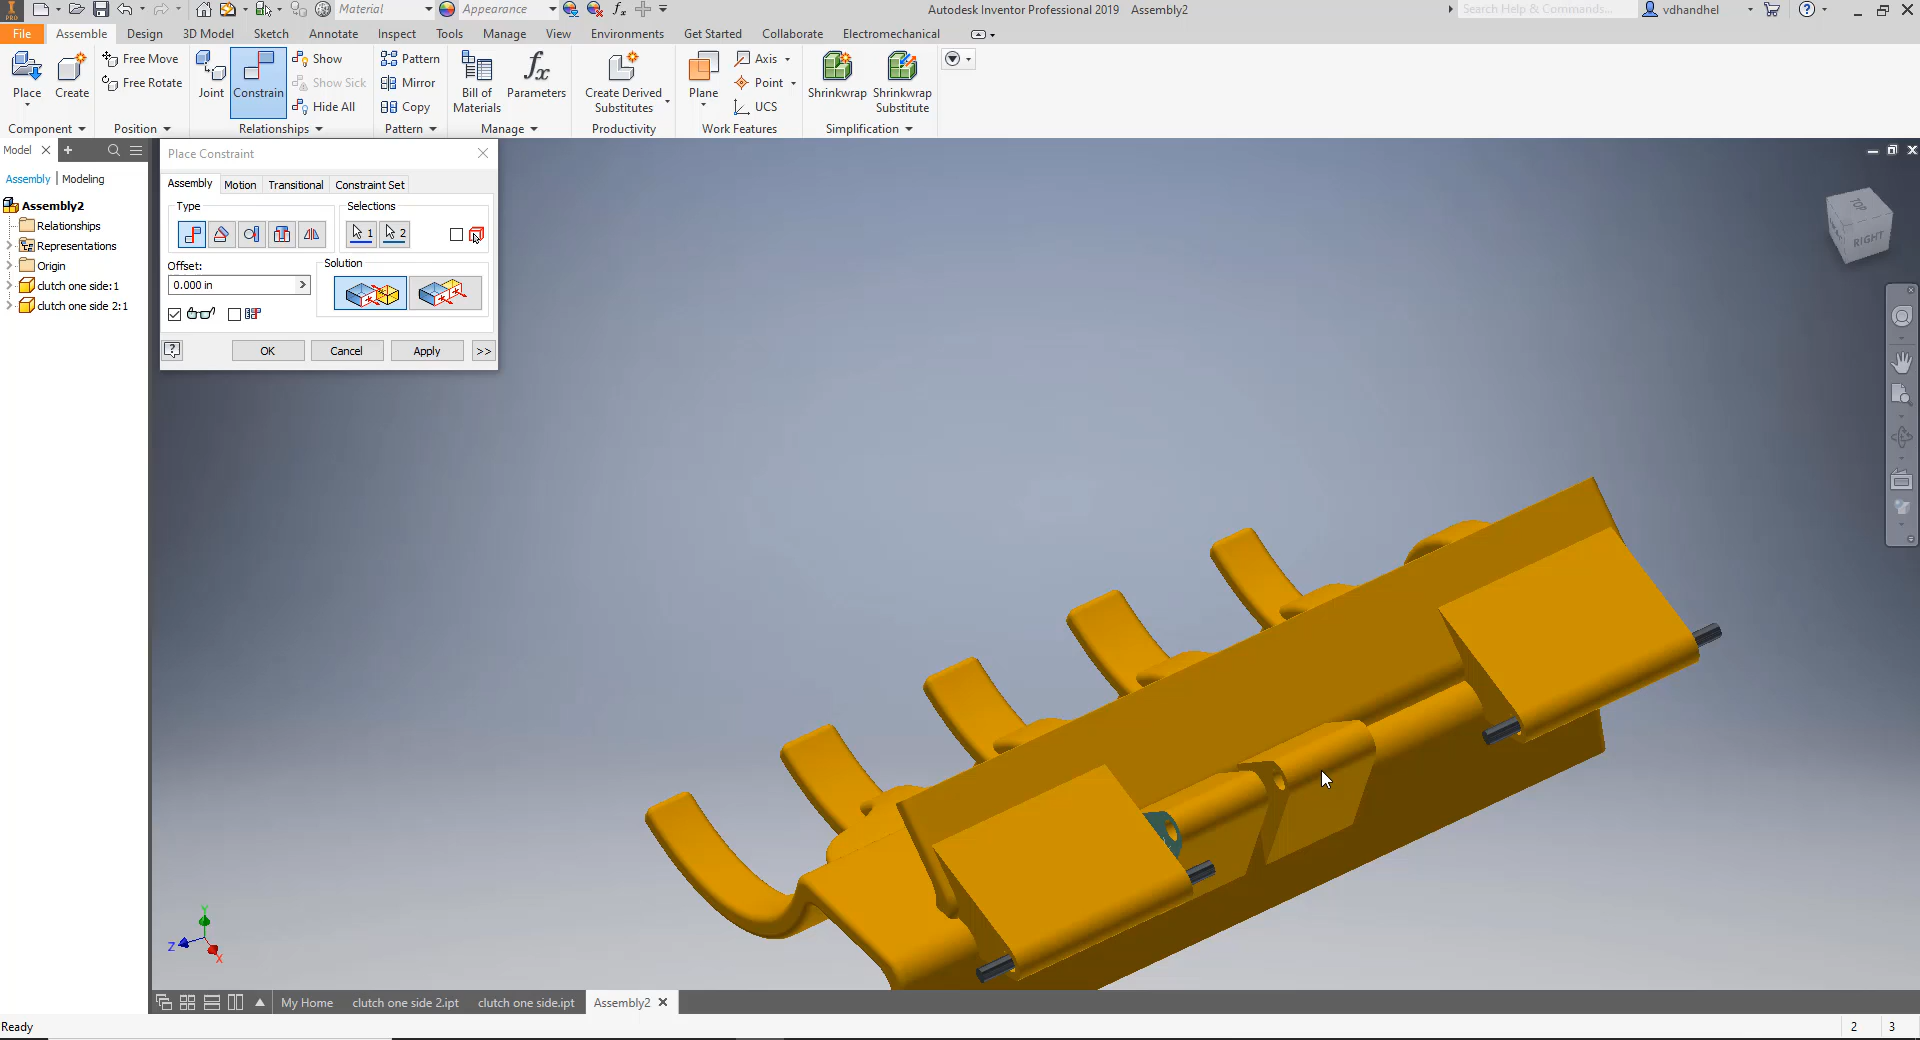 PRO Material Appearance fx Autodesk Inventor Professional 2019 Assembly2 Search Help & Commands... vdhandhel
File Assemble Design 3D Model Sketch Annotate Inspect Tools Manage View Environments Get Started Collaborate Electromechanical
Place Create Free Move Free Rotate Joint Constrain Show Show Sick Hide All Pattern Mirror Copy Bill of Materials fx Parameters Create Derived Substitutes Plane Axis Point UCS Shrinkwrap Shrinkwrap Substitute
Component Position Relationships Pattern Manage Productivity Work Features Simplification
Model
Assembly | Modeling
Assembly2
Relationships
Representations
Origin
clutch one side:1
clutch one side 2:1
Place Constraint
Assembly Motion Transitional Constraint Set
Type Selections
1 2
Offset: Solution
0.000 in
OK Cancel Apply >>
TOP
RIGHT
Y
Z
X
My Home clutch one side 2.ipt clutch one side.ipt Assembly2
Ready 2 3